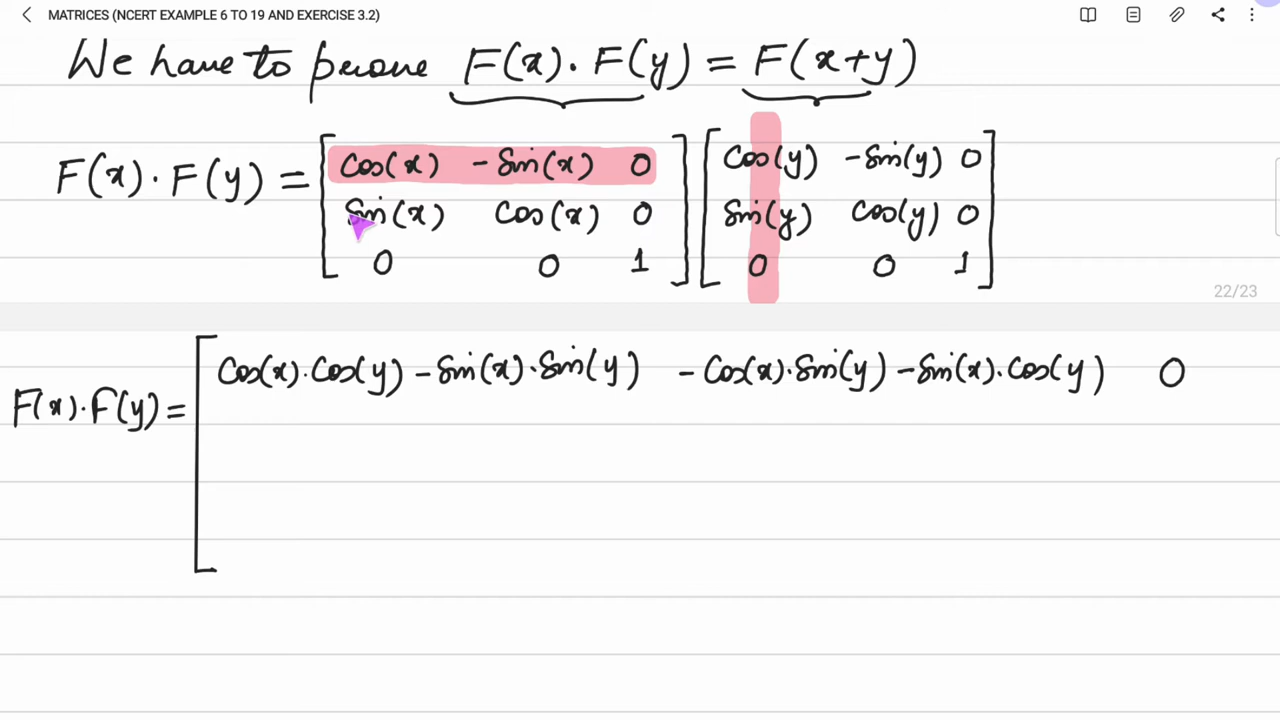 MATRICES (NCERT EXAMPLE 6 TO 19 AND EXERCISE 3.2)
We have to prove F(x).F(y) = F(x+y)
F(x).F(y) = [Cos(x) -Sin(x) 0] [Cos(y) -Sin(y) 0]
[Sin(x) Cos(x) 0] [Sin(y) Cos(y) 0]
[0 0 1] [0 0 1]
22/23
F(x).F(y) = [Cos(x).Cos(y) -Sin(x).Sin(y) -Cos(x).Sin(y) -Sin(x).Cos(y) 0